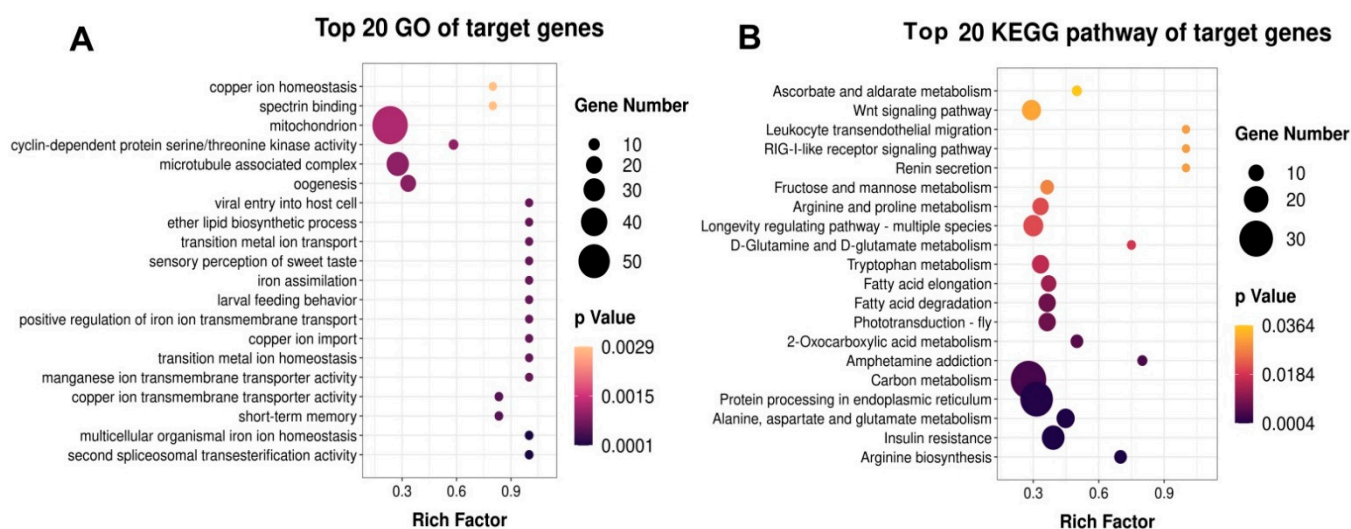 A
Top 20 GO of target genes
copper ion homeostasis
spectrin binding
mitochondrion
cyclin-dependent protein serine/threonine kinase activity
microtubule associated complex
oogenesis
viral entry into host cell
ether lipid biosynthetic process
transition metal ion transport
sensory perception of sweet taste
iron assimilation
larval feeding behavior
positive regulation of iron ion transmembrane transport
copper ion import
transition metal ion homeostasis
manganese ion transmembrane transporter activity
copper ion transmembrane transporter activity
short-term memory
multicellular organismal iron ion homeostasis
second spliceosomal transesterification activity
0.3 0.6 0.9
Rich Factor
Gene Number
10
20
30
40
50
p Value
0.0029
0.0015
0.0001
B
Top 20 KEGG pathway of target genes
Ascorbate and aldarate metabolism
Wnt signaling pathway
Leukocyte transendothelial migration
RIG-I-like receptor signaling pathway
Renin secretion
Fructose and mannose metabolism
Arginine and proline metabolism
Longevity regulating pathway - multiple species
D-Glutamine and D-glutamate metabolism
Tryptophan metabolism
Fatty acid elongation
Fatty acid degradation
Phototransduction - fly
2-Oxocarboxylic acid metabolism
Amphetamine addiction
Carbon metabolism
Protein processing in endoplasmic reticulum
Alanine, aspartate and glutamate metabolism
Insulin resistance
Arginine biosynthesis
0.3 0.6 0.9
Rich Factor
Gene Number
10
20
30
p Value
0.0364
0.0184
0.0004